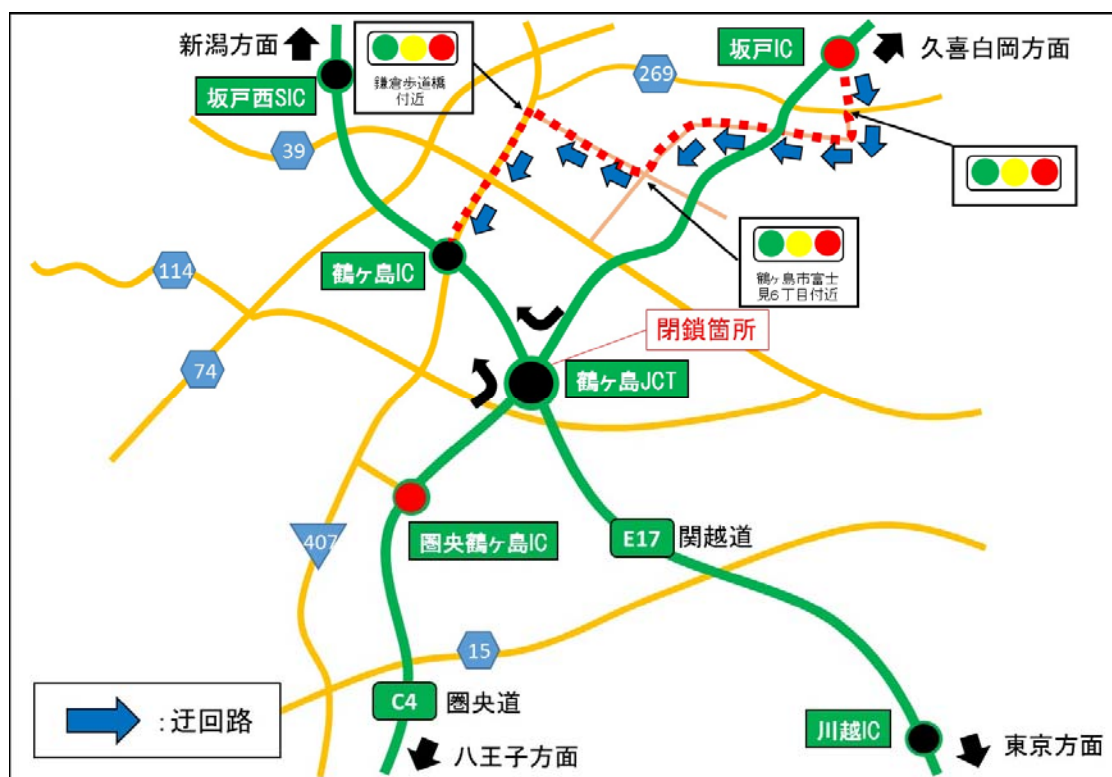 新潟方面
鎌倉歩道橋
付近
坂戸IC
久喜白岡方面
269
坂戸西SIC
39
鶴ヶ島市富士
見6丁目付近
鶴ヶ島IC
114
閉鎖箇所
74
鶴ヶ島JCT
407
圏央鶴ヶ島IC
E17
関越道
15
C4
圏央道
:迂回路
川越IC
東京方面
八王子方面